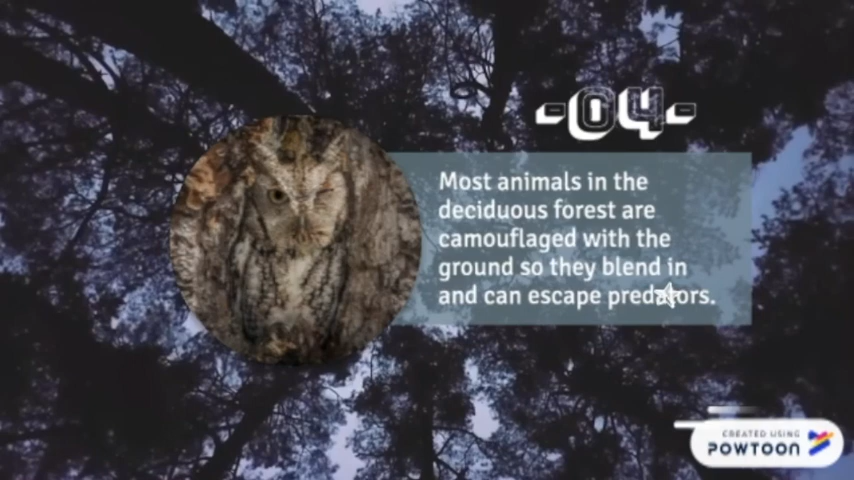 -04-
Most animals in the
deciduous forest are
camouflaged with the
ground so they blend in
and can escape predators.
CREATED USING
POWTOON